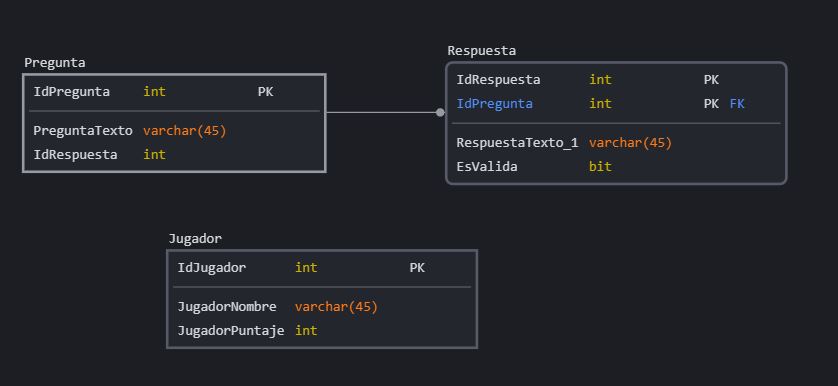 Pregunta
IdPregunta int PK
PreguntaTexto varchar(45)
IdRespuesta int
Respuesta
IdRespuesta int PK
IdPregunta int PK FK
RespuestaTexto_1 varchar(45)
EsValida bit
Jugador
IdJugador int PK
JugadorNombre varchar(45)
JugadorPuntaje int